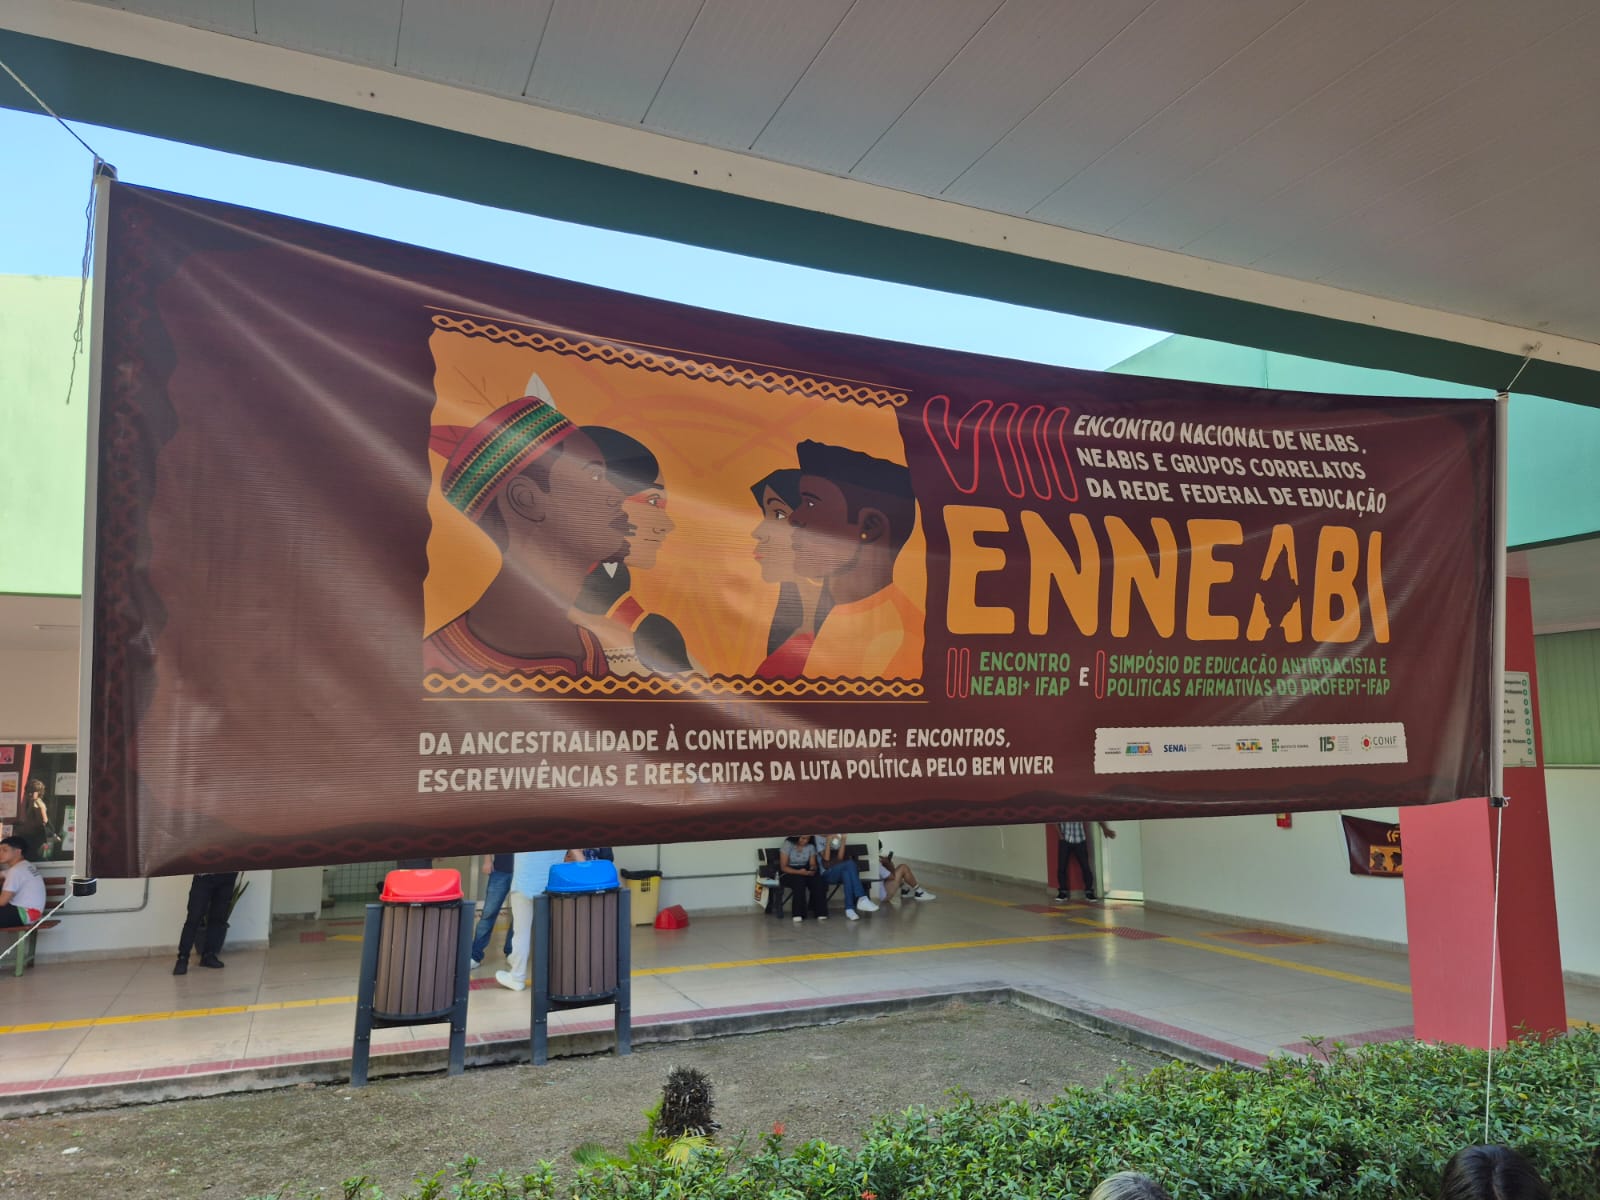 VIII
ENCONTRO NACIONAL DE NEABS,
NEABIS E GRUPOS CORRELATOS
DA REDE FEDERAL DE EDUCAÇÃO
ENNEABI
II ENCONTRO
NEABI+ IFAP
E
I SIMPÓSIO DE EDUCAÇÃO ANTIRRACISTA E
POLITICAS AFIRMATIVAS DO PROFEPT-IFAP
DA ANCESTRALIDADE À CONTEMPORANEIDADE: ENCONTROS,
ESCREVIVÊNCIAS E REESCRITAS DA LUTA POLÍTICA PELO BEM VIVER
SENAI
115
CONIF